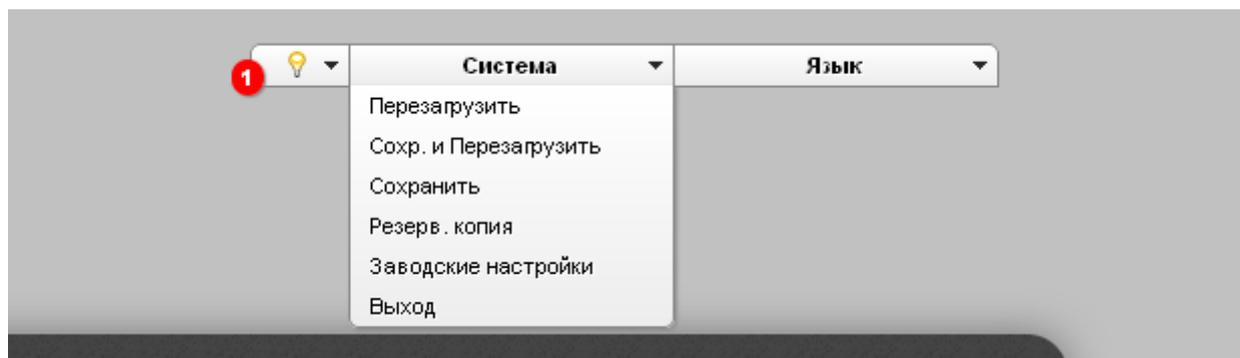 1
Система
Язык
Перезагрузить
Сохр. и Перезагрузить
Сохранить
Резерв. копия
Заводские настройки
Выход